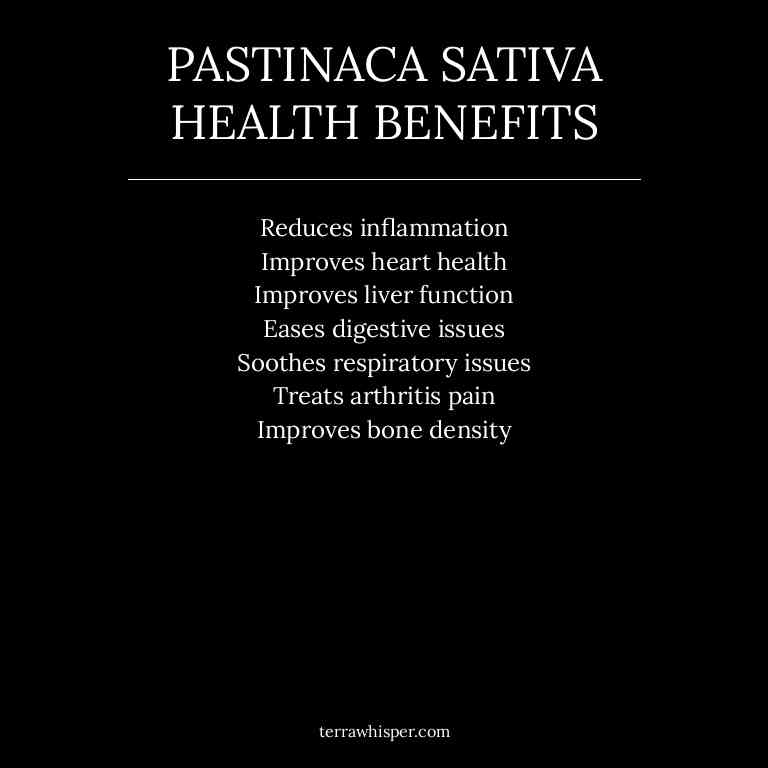 PASTINACA SATIVA
HEALTH BENEFITS
Reduces inflammation
Improves heart health
Improves liver function
Eases digestive issues
Soothes respiratory issues
Treats arthritis pain
Improves bone density
terrawhisper.com